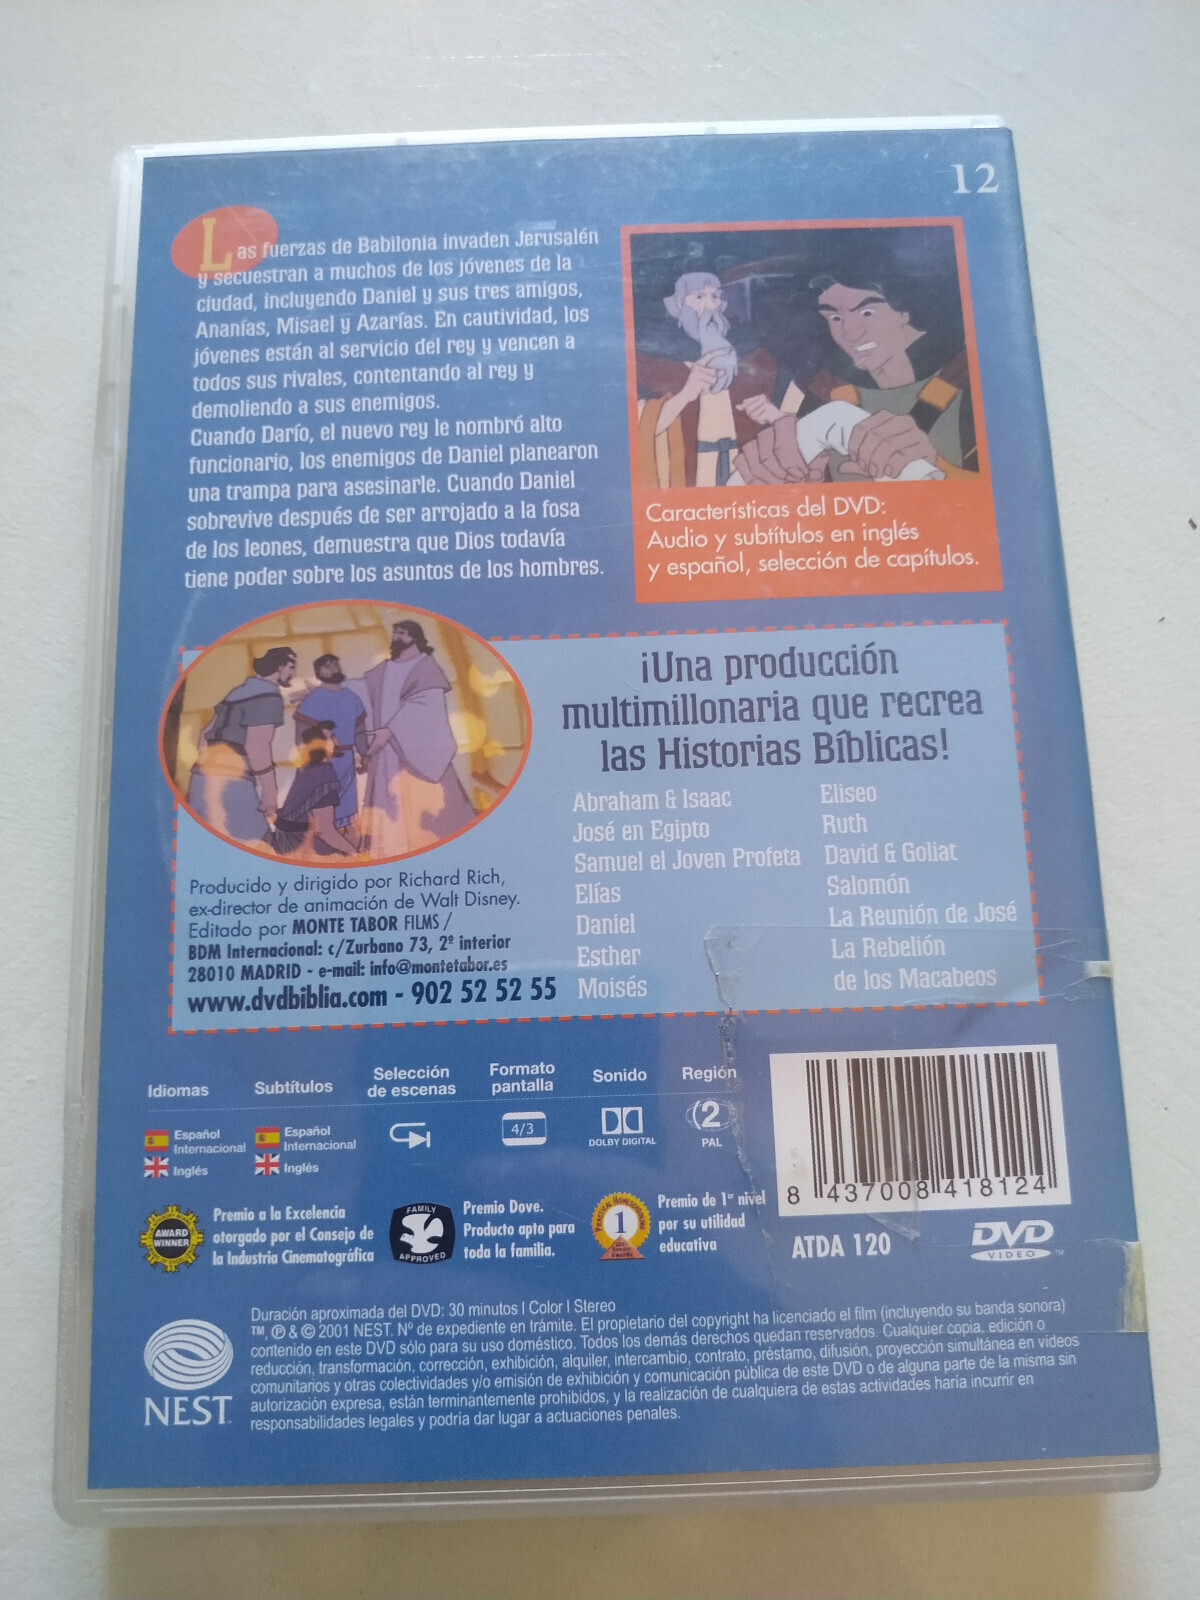 12
Las fuerzas de Babilonia invaden Jerusalén
y secuestran a muchos de los jóvenes de la
ciudad, incluyendo Daniel y sus tres amigos,
Ananías, Misael y Azarías. En cautividad, los
jóvenes están al servicio del rey y vencen a
todos sus rivales, contentando al rey y
demoliendo a sus enemigos.
Cuando Darío, el nuevo rey le nombró alto
funcionario, los enemigos de Daniel planearon
una trampa para asesinarle. Cuando Daniel
sobrevive después de ser arrojado a la fosa
de los leones, demuestra que Dios todavía
tiene poder sobre los asuntos de los hombres.
Características del DVD:
Audio y subtítulos en inglés
y español, selección de capítulos.
¡Una producción
multimillonaria que recrea
las Historias Bíblicas!
Abraham & Isaac
José en Egipto
Samuel el Joven Profeta
Elías
Daniel
Esther
Moisés
Eliseo
Ruth
David & Goliat
Salomón
La Reunión de José
La Rebelión
de los Macabeos
Producido y dirigido por Richard Rich,
ex-director de animación de Walt Disney.
Editado por MONTE TABOR FILMS /
BDM Internacional: c/Zurbano 73, 2º interior
28010 MADRID - e-mail: info@montetabor.es
www.dvdbiblia.com - 902 52 52 55
Idiomas
Español
Internacional
Inglés
Subtítulos
Español
Internacional
Inglés
Selección
de escenas
Formato
pantalla
4/3
Sonido
DOLBY DIGITAL
Región
2
PAL
8 437008 418124
ATDA 120
DVD
VIDEO
TM
AWARD
WINNER
Premio a la Excelencia
otorgado por el Consejo de
la Industria Cinematográfica
FAMILY
APPROVED
Premio Dove.
Producto apto para
toda la familia.
1
Premio de 1er nivel
por su utilidad
educativa
NEST
Duración aproximada del DVD: 30 minutos I Color I Stereo
™, ℗ & © 2001 NEST. Nº de expediente en trámite. El propietario del copyright ha licenciado el film (incluyendo su banda sonora)
contenido en este DVD sólo para su uso doméstico. Todos los demás derechos quedan reservados. Cualquier copia, edición o
reducción, transformación, corrección, exhibición, alquiler, intercambio, contrato, préstamo, difusión, proyección simultánea en vídeos
comunitarios y otras colectividades y/o emisión de exhibición y comunicación pública de este DVD o de alguna parte de la misma sin
autorización expresa, están terminantemente prohibidos, y la realización de cualquiera de estas actividades haría incurrir en
responsabilidades legales y podría dar lugar a actuaciones penales.